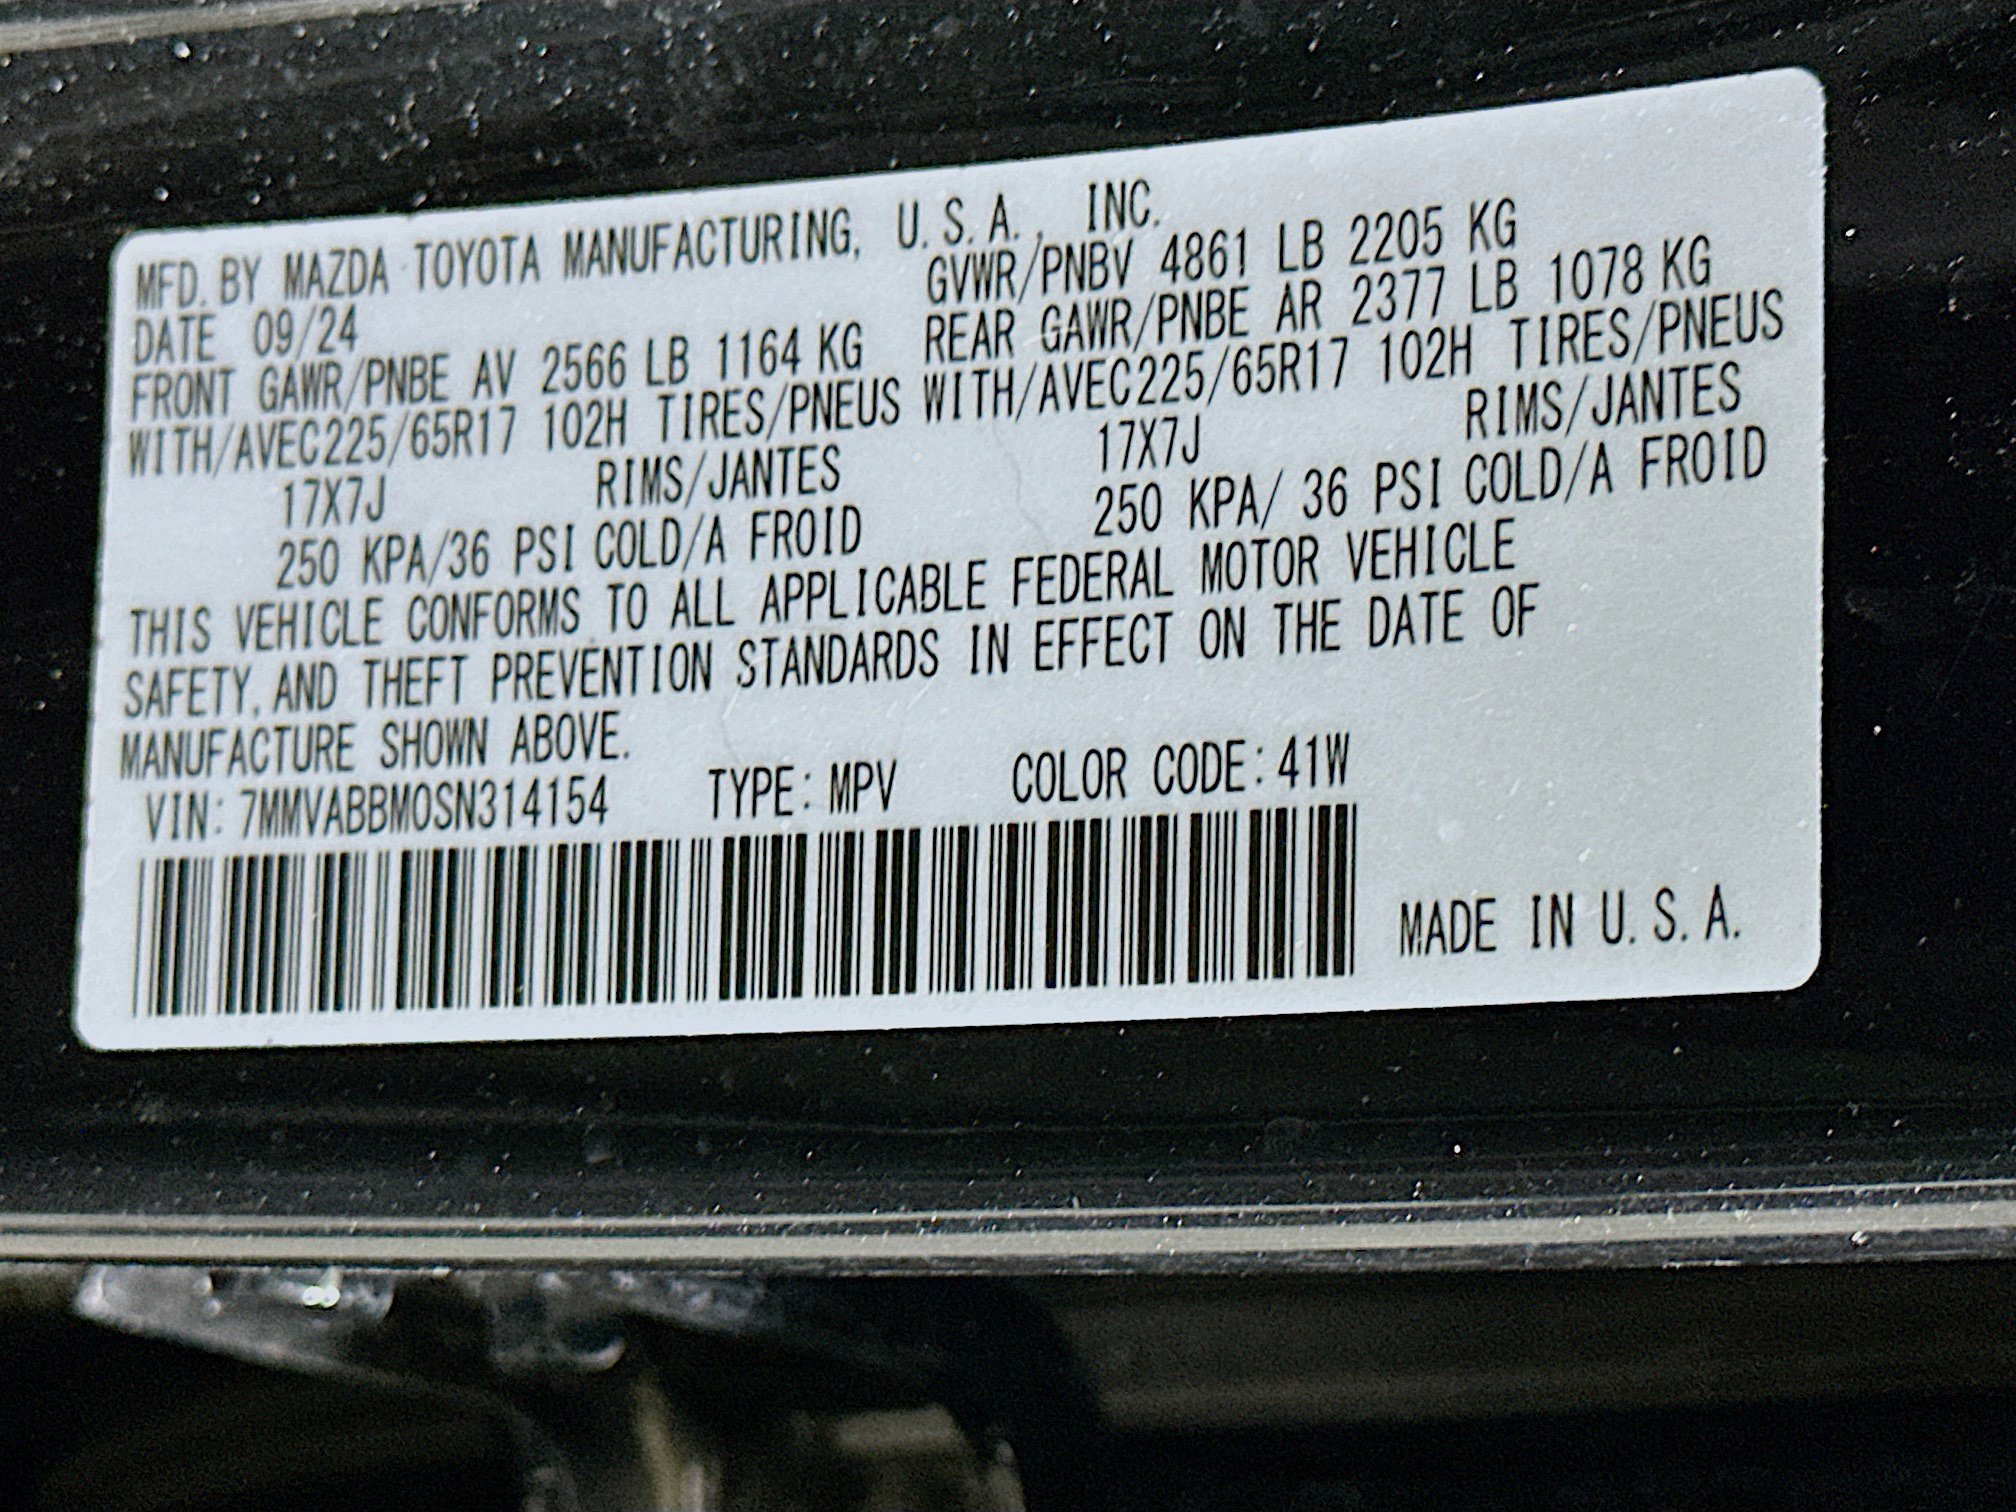 MFD. BY MAZDA TOYOTA MANUFACTURING, U.S.A., INC.
DATE 09/24 GVWR/PNBV 4861 LB 2205 KG
FRONT GAWR/PNBE AV 2566 LB 1164 KG REAR GAWR/PNBE AR 2377 LB 1078 KG
WITH/AVEC225/65R17 102H TIRES/PNEUS WITH/AVEC225/65R17 102H TIRES/PNEUS
17X7J RIMS/JANTES 17X7J RIMS/JANTES
250 KPA/36 PSI COLD/A FROID 250 KPA/ 36 PSI COLD/A FROID
THIS VEHICLE CONFORMS TO ALL APPLICABLE FEDERAL MOTOR VEHICLE
SAFETY, AND THEFT PREVENTION STANDARDS IN EFFECT ON THE DATE OF
MANUFACTURE SHOWN ABOVE.
VIN: 7MMVABBM0SN314154 TYPE: MPV COLOR CODE: 41W
MADE IN U.S.A.